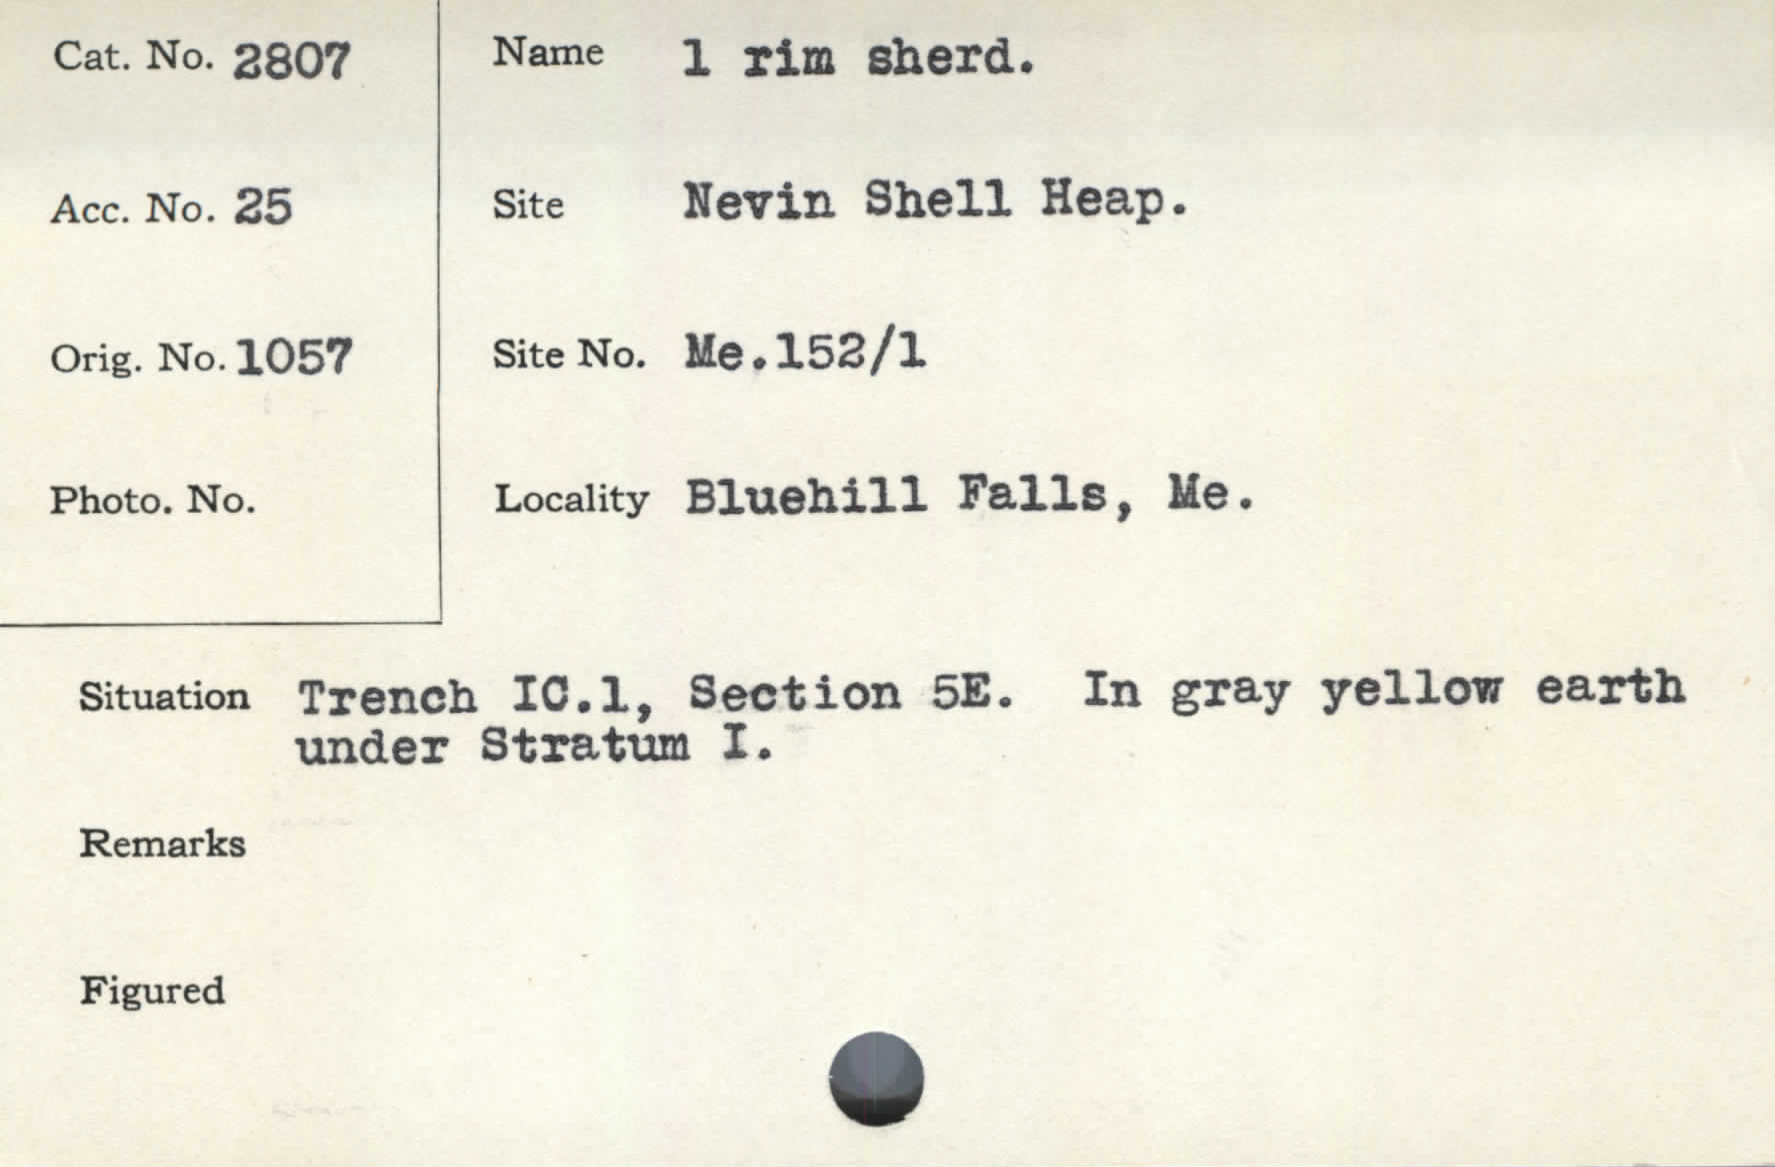 Cat. No. 2807
Acc. No. 25
Orig. No. 1057
Photo. No.
Name 1 rim sherd.
Site Nevin Shell Heap.
Site No. Me.152/1
Locality Bluehill Falls, Me.
Situation Trench IC.1, Section 5E. In gray yellow earth
under Stratum I.
Remarks
Figured